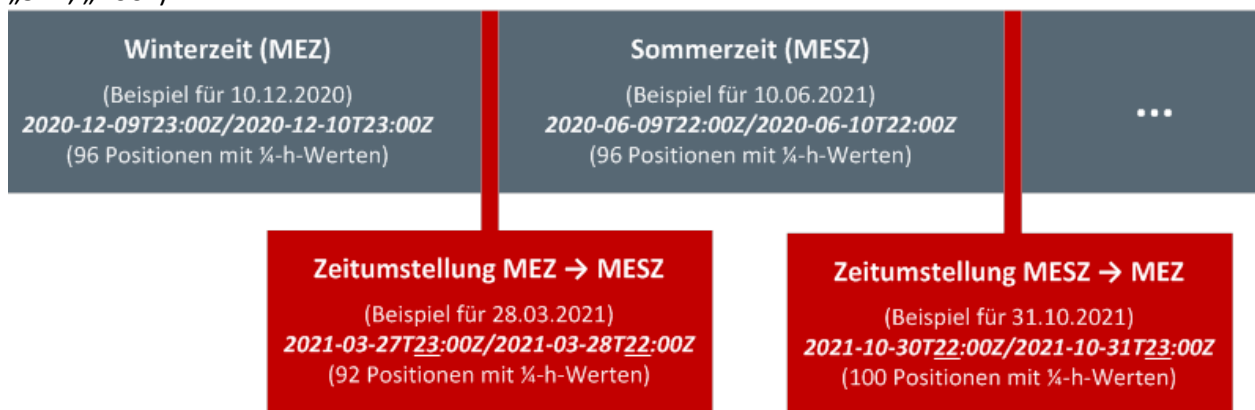 Winterzeit (MEZ)
(Beispiel für 10.12.2020)
2020-12-09T23:00Z/2020-12-10T23:00Z
(96 Positionen mit ¼-h-Werten)
Sommerzeit (MESZ)
(Beispiel für 10.06.2021)
2020-06-09T22:00Z/2020-06-10T22:00Z
(96 Positionen mit ¼-h-Werten)
...
Zeitumstellung MEZ → MESZ
(Beispiel für 28.03.2021)
2021-03-27T23:00Z/2021-03-28T22:00Z
(92 Positionen mit ¼-h-Werten)
Zeitumstellung MESZ → MEZ
(Beispiel für 31.10.2021)
2021-10-30T22:00Z/2021-10-31T23:00Z
(100 Positionen mit ¼-h-Werten)